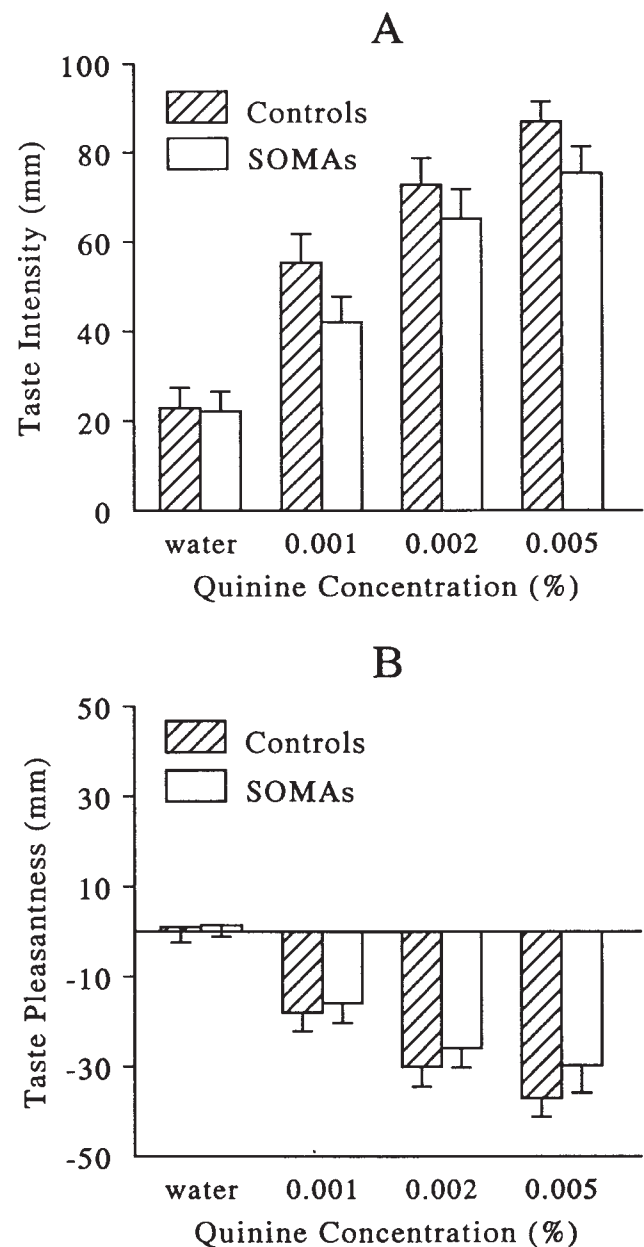 A
Taste Intensity (mm)
100
80
60
40
20
0
Controls
SOMAs
water 0.001 0.002 0.005
Quinine Concentration (%)
B
Taste Pleasantness (mm)
50
30
10
-10
-30
-50
Controls
SOMAs
water 0.001 0.002 0.005
Quinine Concentration (%)